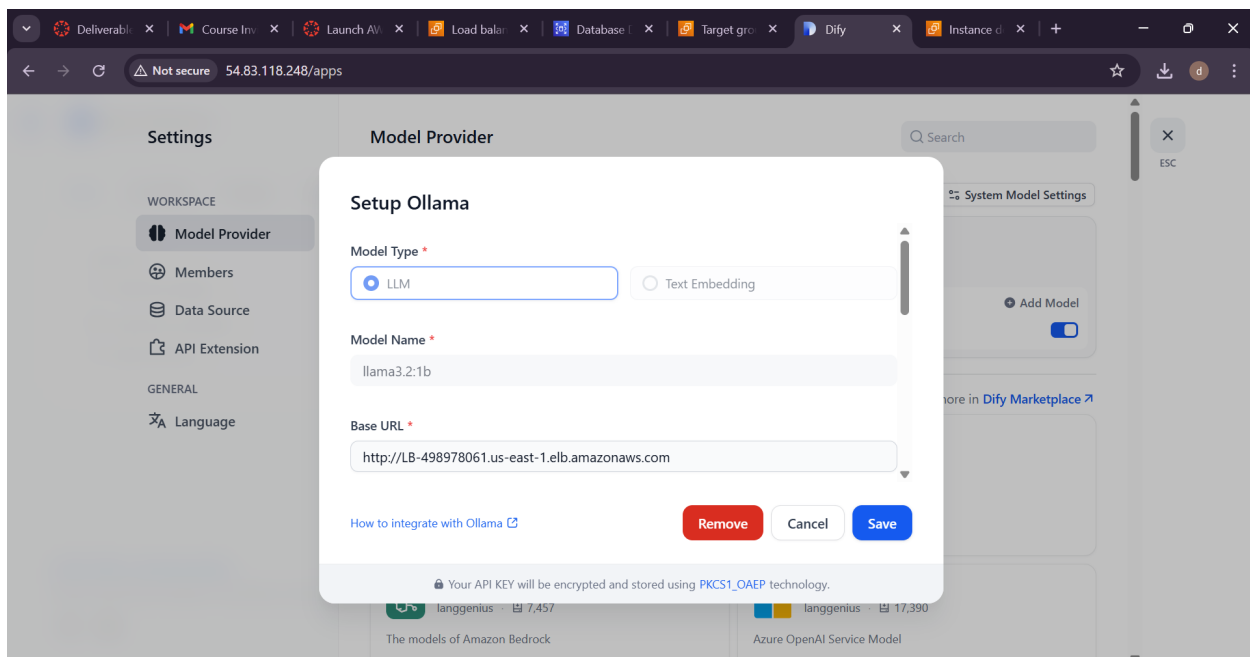 Deliverabl
Course Inv
Launch AW
Load balan
Database
Target gro
Dify
Instance d
Not secure
54.83.118.248/apps
d
Settings
Model Provider
Search
ESC
WORKSPACE
System Model Settings
Model Provider
Members
Data Source
API Extension
GENERAL
Language
Setup Ollama
Model Type *
LLM
Text Embedding
Model Name *
llama3.2:1b
Base URL *
http://LB-498978061.us-east-1.elb.amazonaws.com
How to integrate with Ollama
Remove
Cancel
Save
Your API KEY will be encrypted and stored using PKCS1_OAEP technology.
Add Model
more in Dify Marketplace
langgenius · 7,457
langgenius · 17,390
The models of Amazon Bedrock
Azure OpenAI Service Model